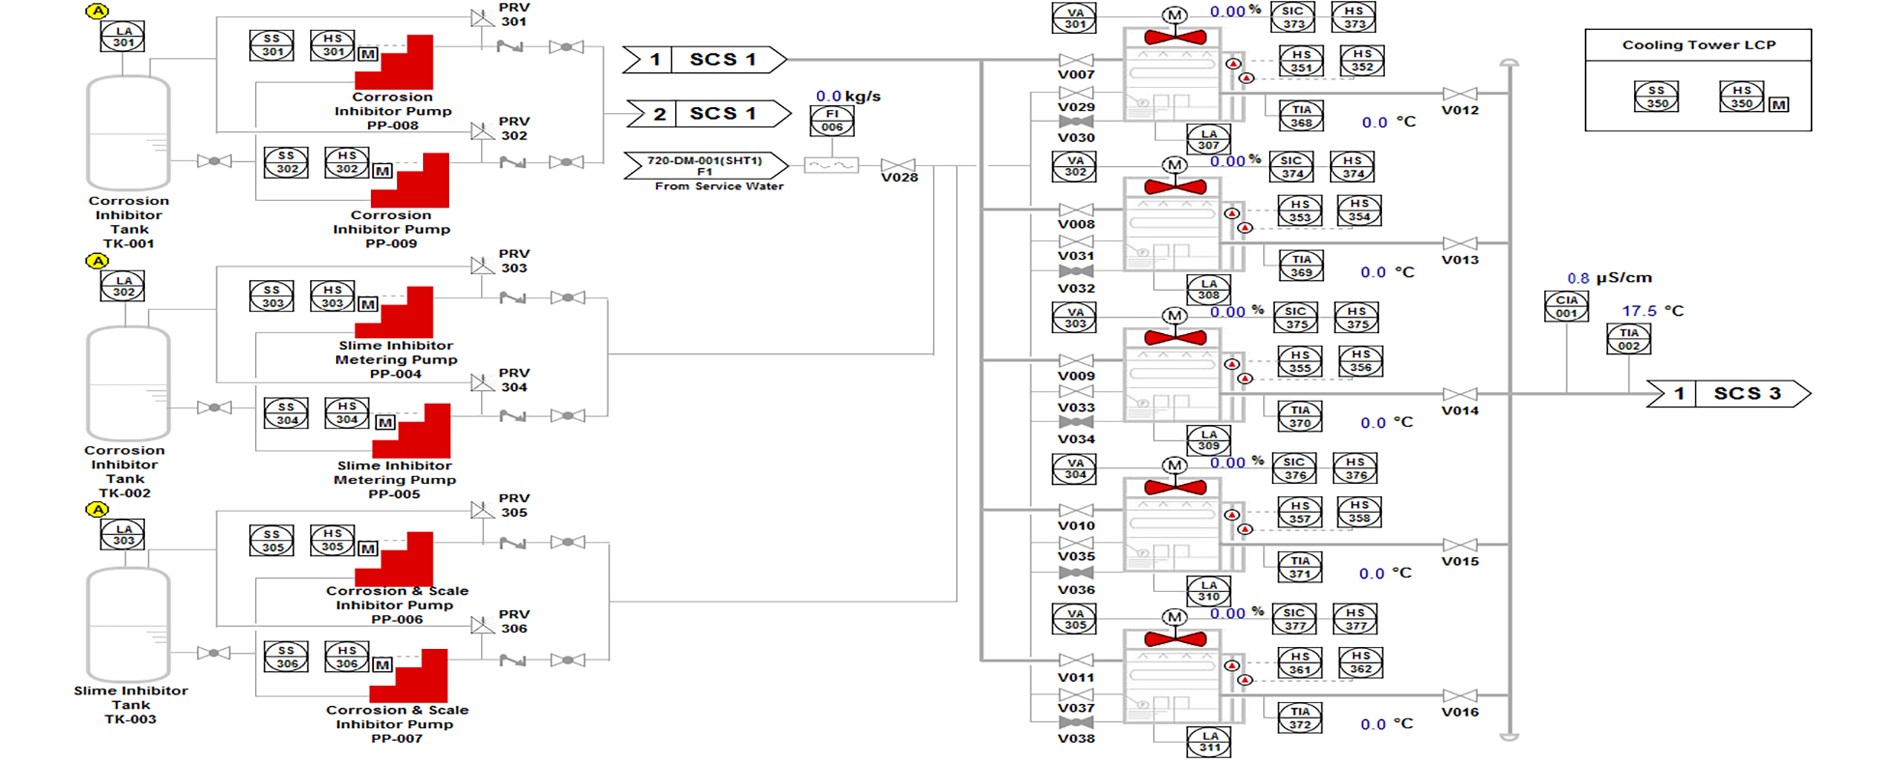 A
LA
301
SS
301
HS
301
M
PRV
301
Corrosion
Inhibitor Pump
PP-008
PRV
302
SS
302
HS
302
M
Corrosion
Inhibitor Pump
PP-009
Corrosion
Inhibitor
Tank
TK-001
A
LA
302
SS
303
HS
303
M
PRV
303
Slime Inhibitor
Metering Pump
PP-004
PRV
304
SS
304
HS
304
M
Slime Inhibitor
Metering Pump
PP-005
Corrosion
Inhibitor
Tank
TK-002
A
LA
303
SS
305
HS
305
M
PRV
305
Corrosion & Scale
Inhibitor Pump
PP-006
PRV
306
SS
306
HS
306
M
Corrosion & Scale
Inhibitor Pump
PP-007
Slime Inhibitor
Tank
TK-003
1 SCS 1
2 SCS 1
0.0 kg/s
FI
006
720-DM-001(SHT1)
F1
From Service Water
V028
VA
301
M
0.00 %
SIC
373
HS
373
HS
351
HS
352
V007
V029
V030
TIA
368
0.0 °C
V012
LA
307
VA
302
M
0.00 %
SIC
374
HS
374
HS
353
HS
354
V008
V031
V032
TIA
369
0.0 °C
V013
LA
308
VA
303
M
0.00 %
SIC
375
HS
375
HS
355
HS
356
V009
V033
V034
TIA
370
0.0 °C
V014
LA
309
VA
304
M
0.00 %
SIC
376
HS
376
HS
357
HS
358
V010
V035
V036
TIA
371
0.0 °C
V015
LA
310
VA
305
M
0.00 %
SIC
377
HS
377
HS
361
HS
362
V011
V037
V038
TIA
372
0.0 °C
V016
LA
311
Cooling Tower LCP
SS
350
HS
350
M
0.8 µS/cm
CIA
001
17.5 °C
TIA
002
1 SCS 3